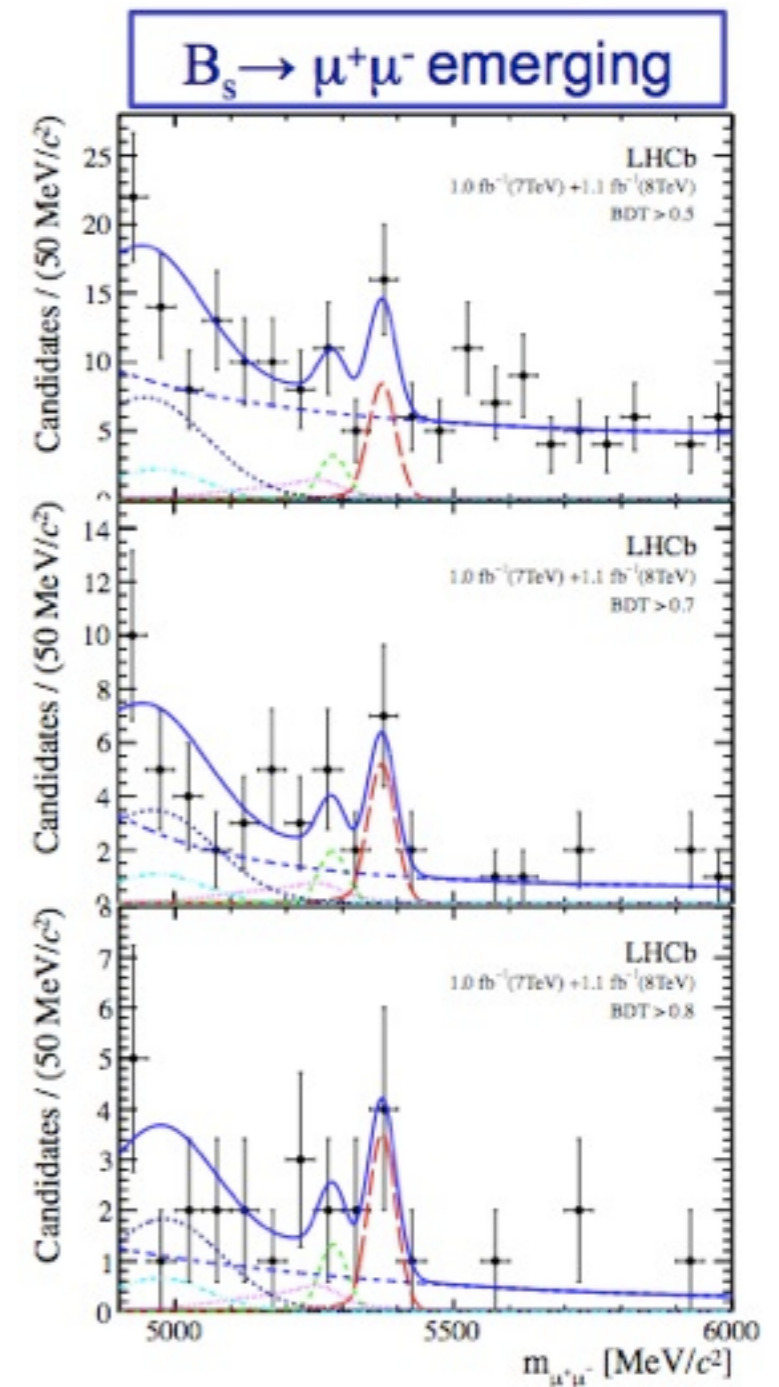 Bs→ μ⁺μ⁻ emerging
Candidates / (50 MeV/c²)
25
20
15
10
5
0
LHCb
1.0 fb⁻¹(7TeV) +1.1 fb⁻¹(8TeV)
BDT > 0.5
Candidates / (50 MeV/c²)
14
12
10
8
6
4
2
0
LHCb
1.0 fb⁻¹(7TeV) +1.1 fb⁻¹(8TeV)
BDT > 0.7
Candidates / (50 MeV/c²)
8
7
6
5
4
3
2
1
0
LHCb
1.0 fb⁻¹(7TeV) +1.1 fb⁻¹(8TeV)
BDT > 0.8
5000 5500 6000
mμ⁺μ⁻ [MeV/c²]